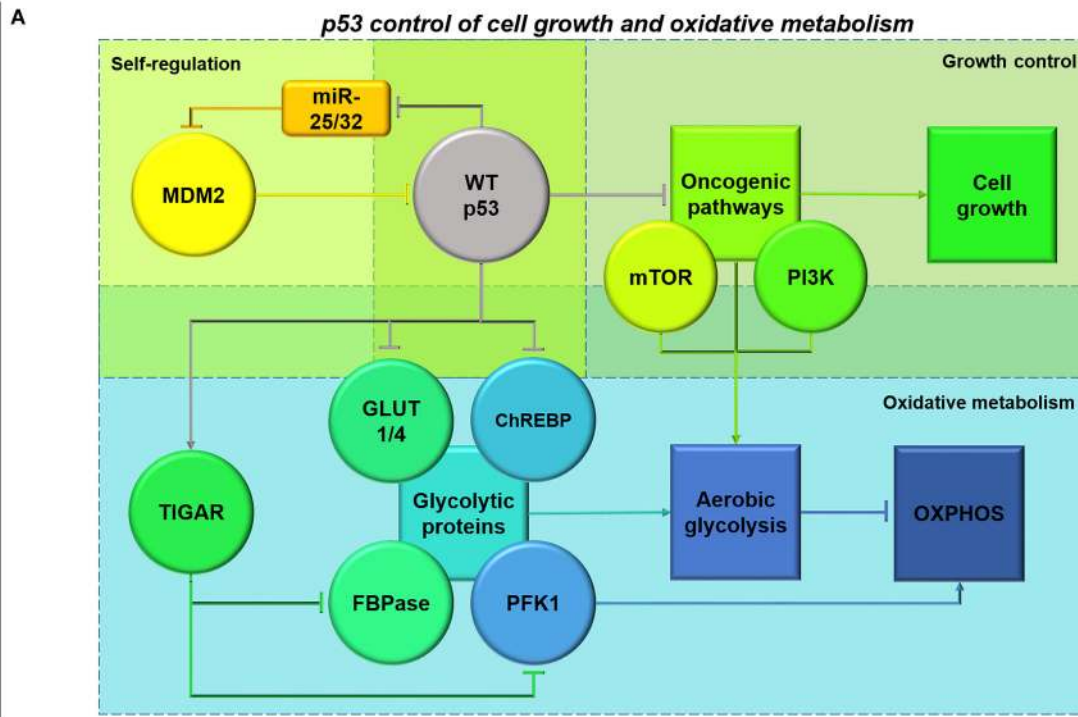 A
p53 control of cell growth and oxidative metabolism
Self-regulation
Growth control
miR-
25/32
MDM2
WT
p53
Oncogenic
pathways
Cell
growth
mTOR
PI3K
Oxidative metabolism
GLUT
1/4
ChREBP
TIGAR
Glycolytic
proteins
Aerobic
glycolysis
OXPHOS
FBPase
PFK1